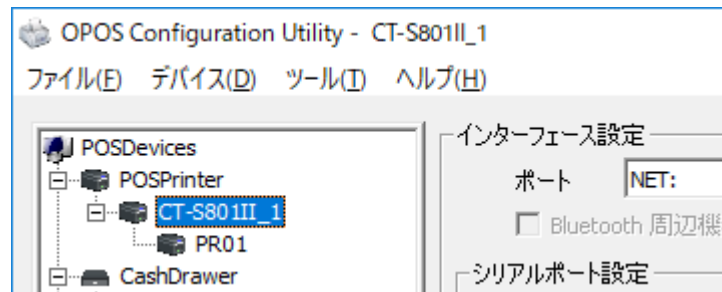 OPOS Configuration Utility - CT-S801II_1
ファイル(F) デバイス(D) ツール(T) ヘルプ(H)
POSDevices
POSPrinter
CT-S801II_1
PR01
CashDrawer
インターフェース設定
ポート NET:
Bluetooth 周辺機
シリアルポート設定